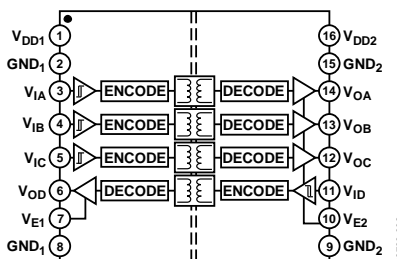 VDD1 1 16 VDD2
GND1 2 15 GND2
VIA 3 ENCODE DECODE 14 VOA
VIB 4 ENCODE DECODE 13 VOB
VIC 5 ENCODE DECODE 12 VOC
VOD 6 DECODE ENCODE 11 VID
VE1 7 10 VE2
GND1 8 9 GND2